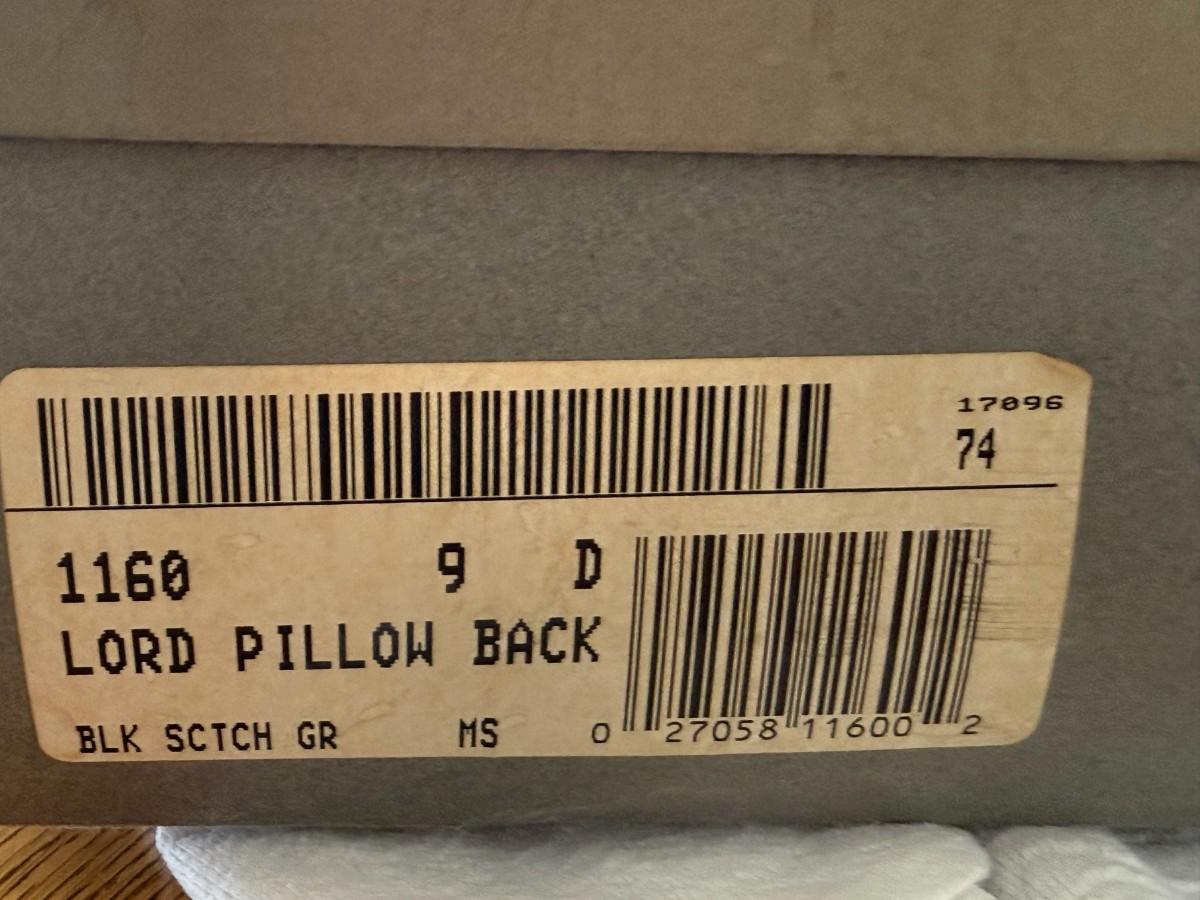 17096
74
1160 9 D
LORD PILLOW BACK
BLK SCTCH GR MS
0 27058 11600 2